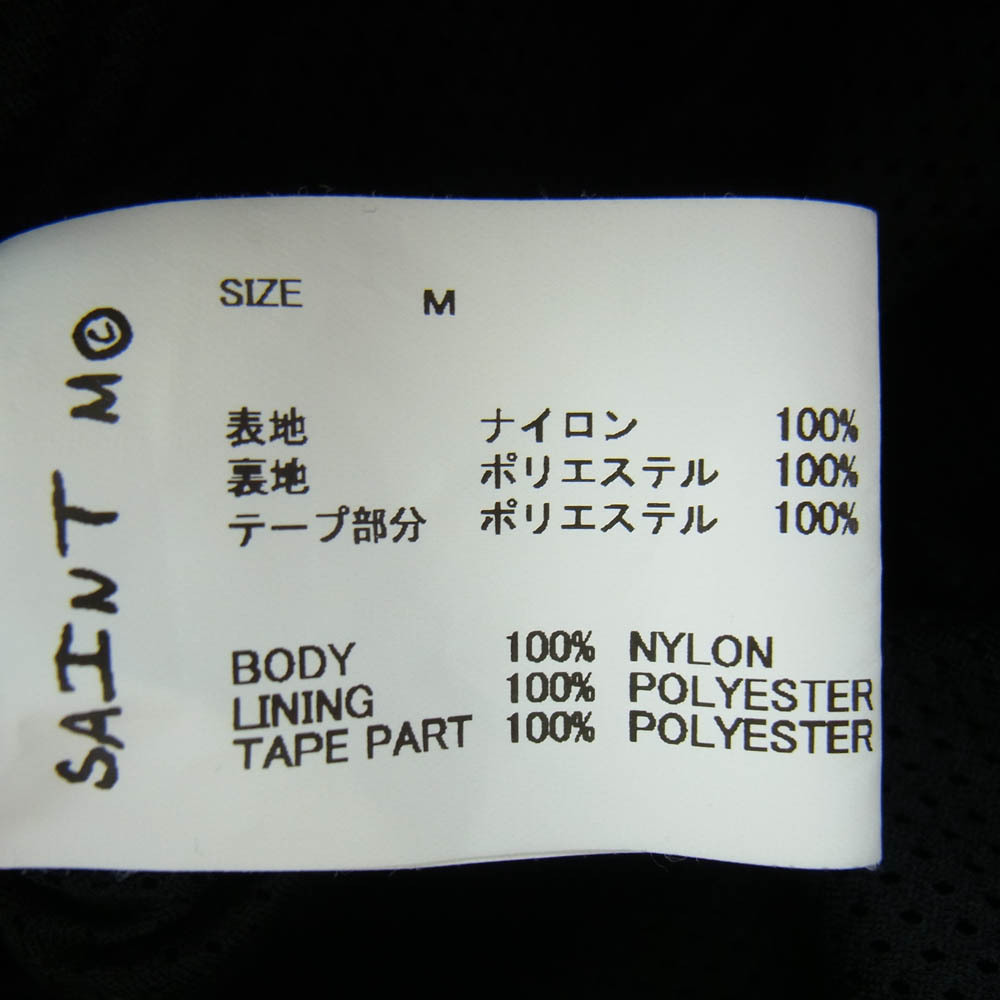 SAINT M©
SIZE M
表地 ナイロン 100%
裏地 ポリエステル 100%
テープ部分 ポリエステル 100%
BODY 100% NYLON
LINING 100% POLYESTER
TAPE PART 100% POLYESTER